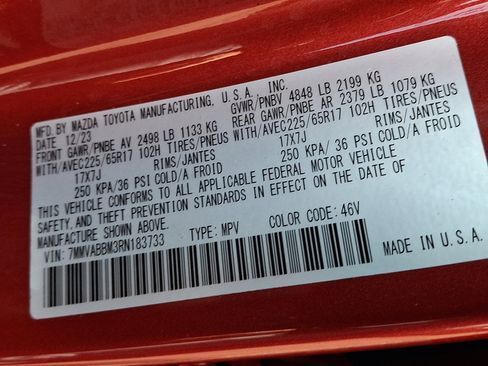 MFD. BY MAZDA TOYOTA MANUFACTURING, U.S.A., INC.
DATE 12/23 GVWR/PNBV 4848 LB 2199 KG
FRONT GAWR/PNBE AV 2498 LB 1133 KG REAR GAWR/PNBE AR 2379 LB 1079 KG
WITH/AVEC225/65R17 102H TIRES/PNEUS WITH/AVEC225/65R17 102H TIRES/PNEUS
17X7J RIMS/JANTES 17X7J RIMS/JANTES
250 KPA/36 PSI COLD/A FROID 250 KPA/ 36 PSI COLD/A FROID
THIS VEHICLE CONFORMS TO ALL APPLICABLE FEDERAL MOTOR VEHICLE
SAFETY, AND THEFT PREVENTION STANDARDS IN EFFECT ON THE DATE OF
MANUFACTURE SHOWN ABOVE.
VIN: 7MMVABBM3RN183733 TYPE: MPV COLOR CODE: 46V
MADE IN U.S.A.